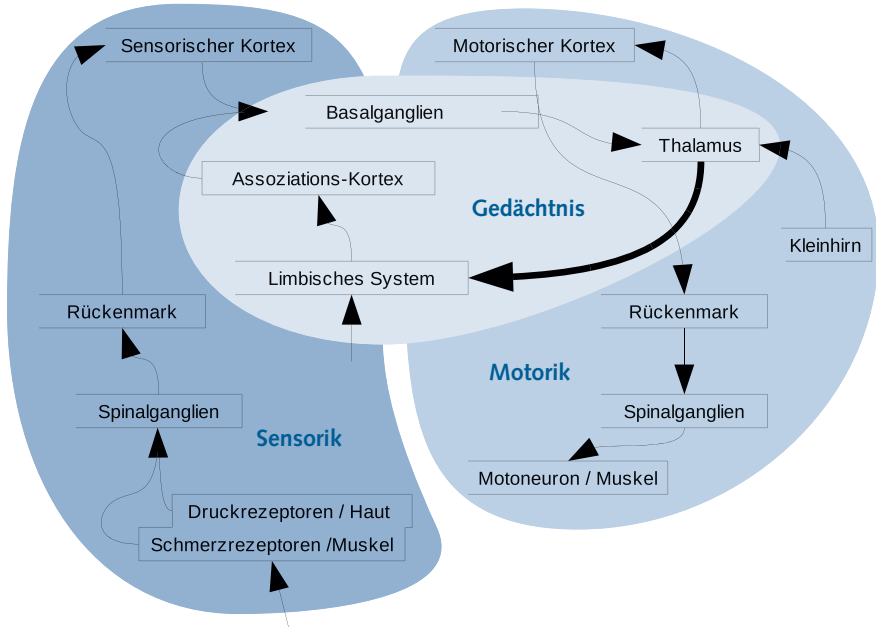 Sensorischer Kortex
Motorischer Kortex
Basalganglien
Thalamus
Assoziations-Kortex
Gedächtnis
Kleinhirn
Limbisches System
Rückenmark
Rückenmark
Motorik
Spinalganglien
Spinalganglien
Sensorik
Motoneuron / Muskel
Druckrezeptoren / Haut
Schmerzrezeptoren /Muskel